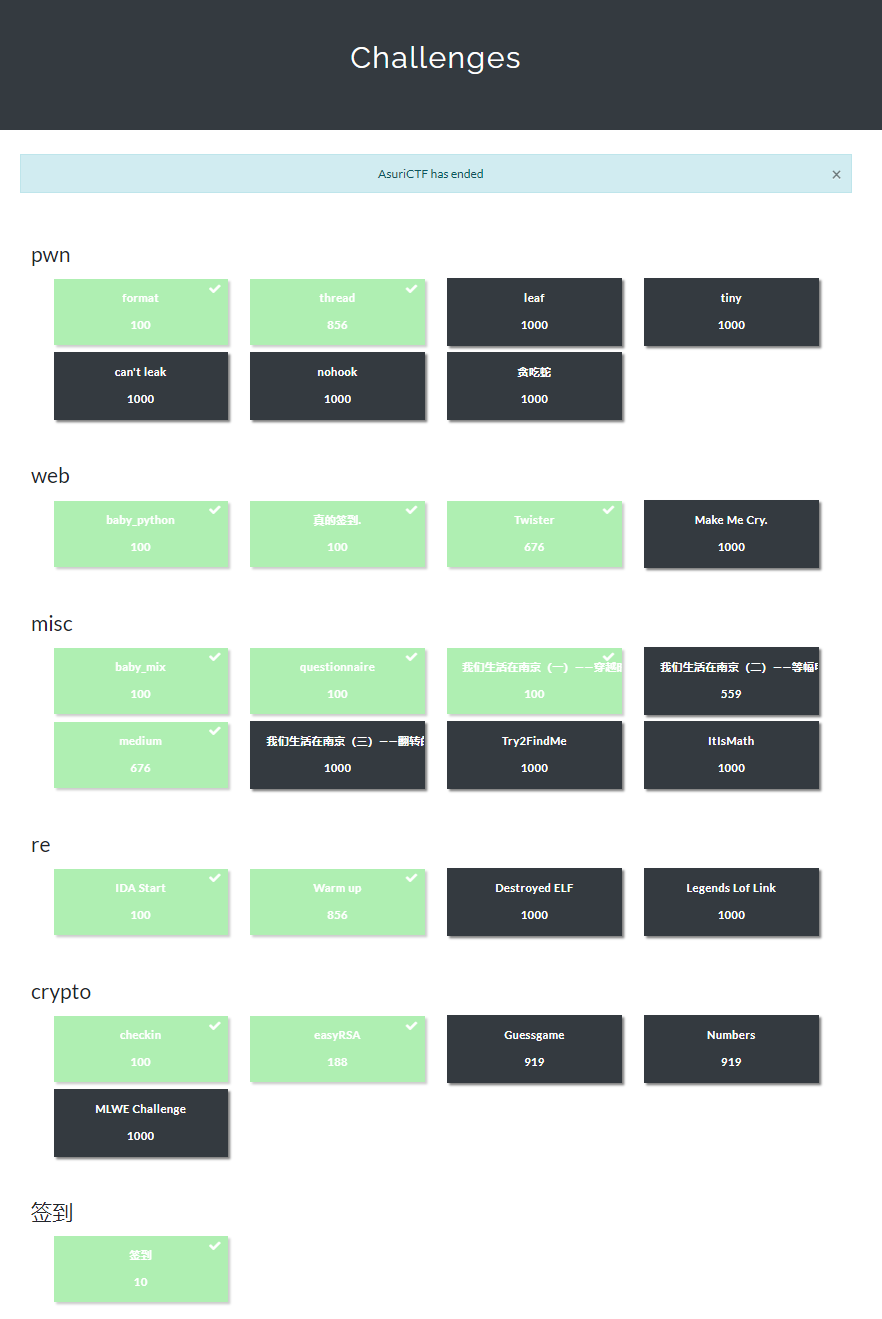 Challenges
AsuriCTF has ended ×
pwn
format
100
thread
856
leaf
1000
tiny
1000
can't leak
1000
nohook
1000
贪吃蛇
1000
web
baby_python
100
真的签到.
100
Twister
676
Make Me Cry.
1000
misc
baby_mix
100
questionnaire
100
我们生活在南京（一）——穿越
100
我们生活在南京（二）——等幅
559
medium
676
我们生活在南京（三）——翻转
1000
Try2FindMe
1000
ItIsMath
1000
re
IDA Start
100
Warm up
856
Destroyed ELF
1000
Legends Lof Link
1000
crypto
checkin
100
easyRSA
188
Guessgame
919
Numbers
919
MLWE Challenge
1000
签到
签到
10